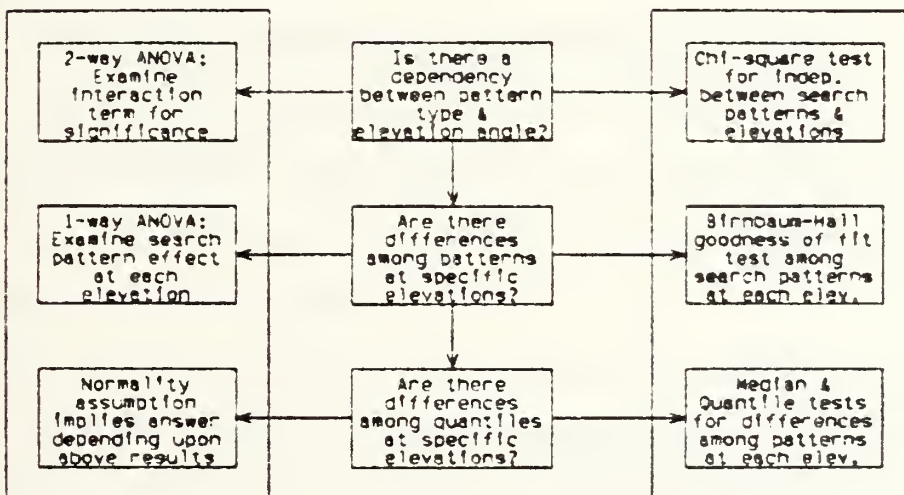 2-way ANOVA:
Examine
interaction
term for
significance
Is there a
dependency
between pattern
type &
elevation angle?
Chi-square test
for indep.
between search
patterns &
elevations
1-way ANOVA:
Examine search
pattern effect
at each
elevation
Are there
differences
among patterns
at specific
elevations?
Birnbaum-Hall
goodness of fit
test among
search patterns
at each elev.
Normality
assumption
implies answer
depending upon
above results
Are there
differences
among quantiles
at specific
elevations?
Median &
Quantile tests
for differences
among patterns
at each elev.